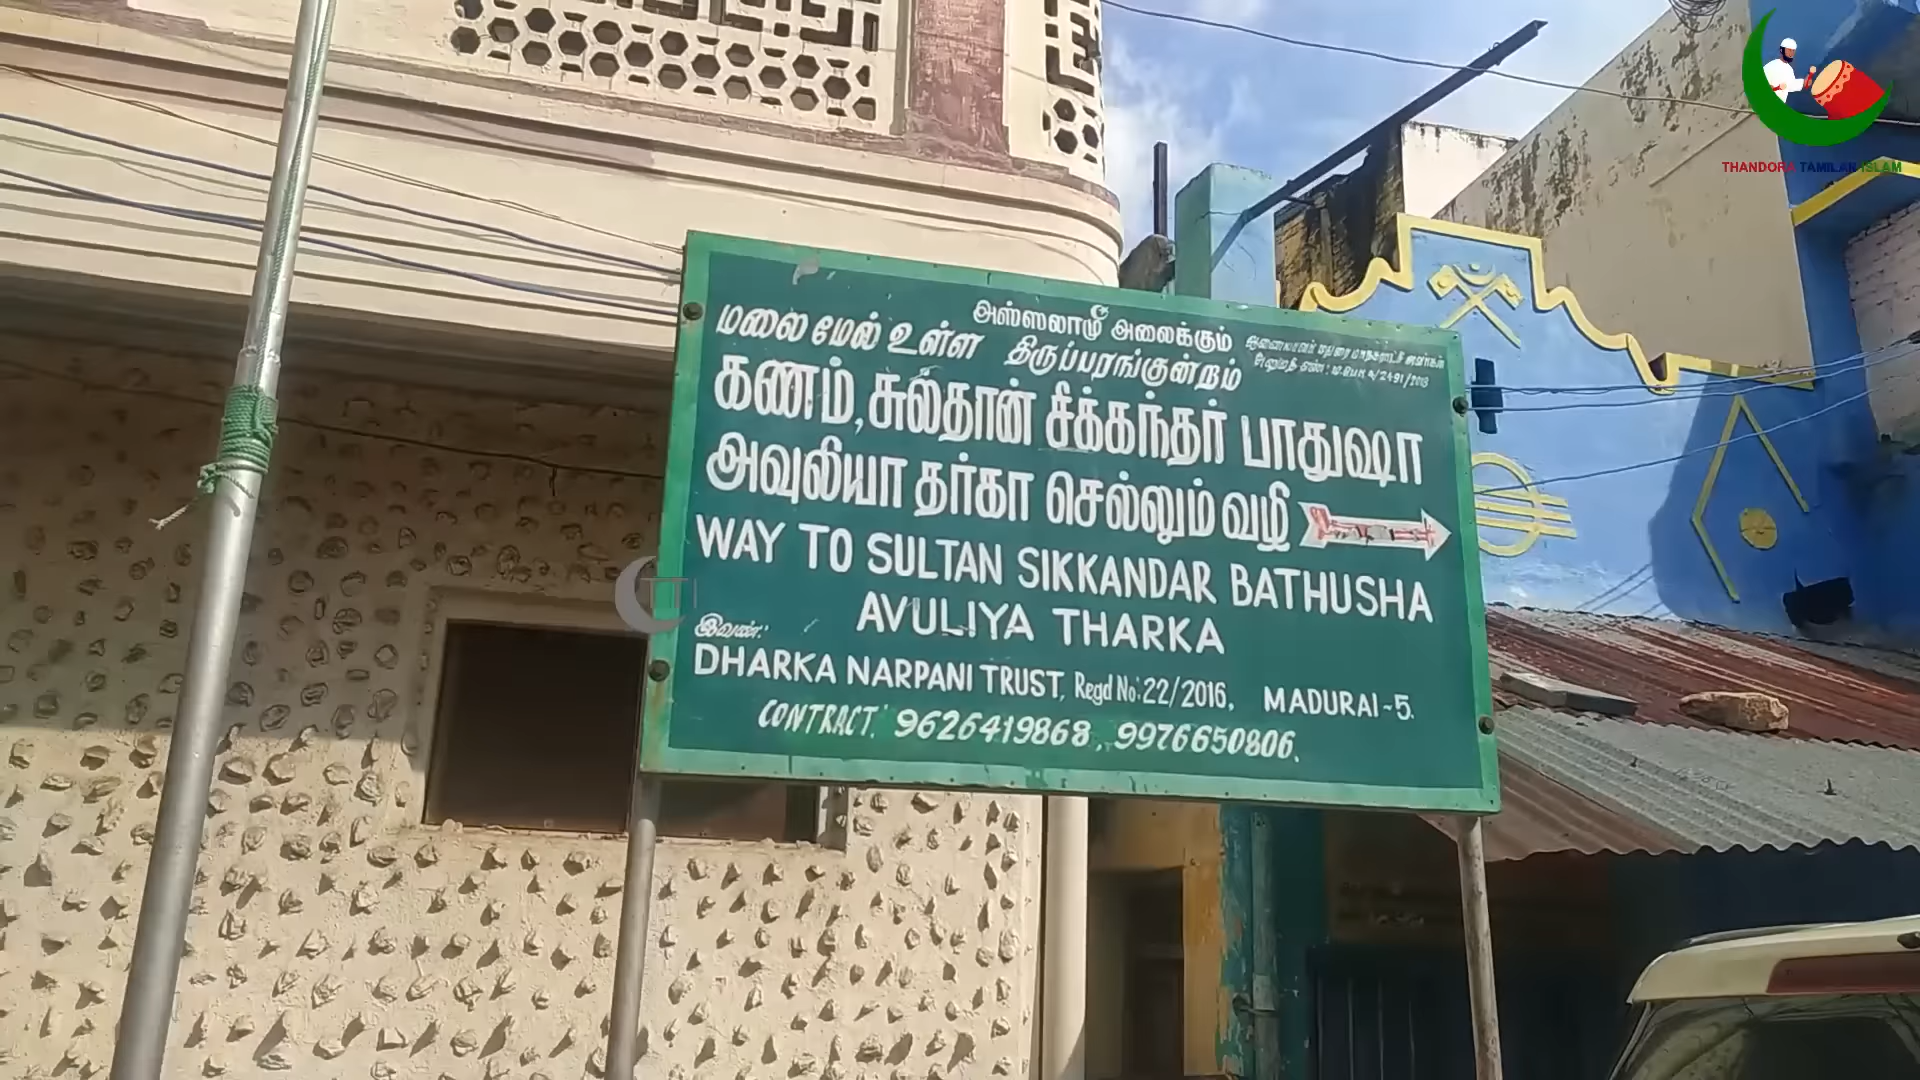 THANDORA TAMILAN ISLAM
அஸ்ஸலாமு அலைக்கும்
மலை மேல் உள்ள திருப்பரங்குன்றம்
கணம், சுல்தான் சிக்கந்தர் பாதுஷா
அவுலியா தர்கா செல்லும் வழி
WAY TO SULTAN SIKKANDAR BATHUSHA
AVULIYA THARKA
இவண்:
DHARKA NARPANI TRUST, Regd No: 22/2016, MADURAI-5.
CONTRACT: 9626419868, 9976650806.